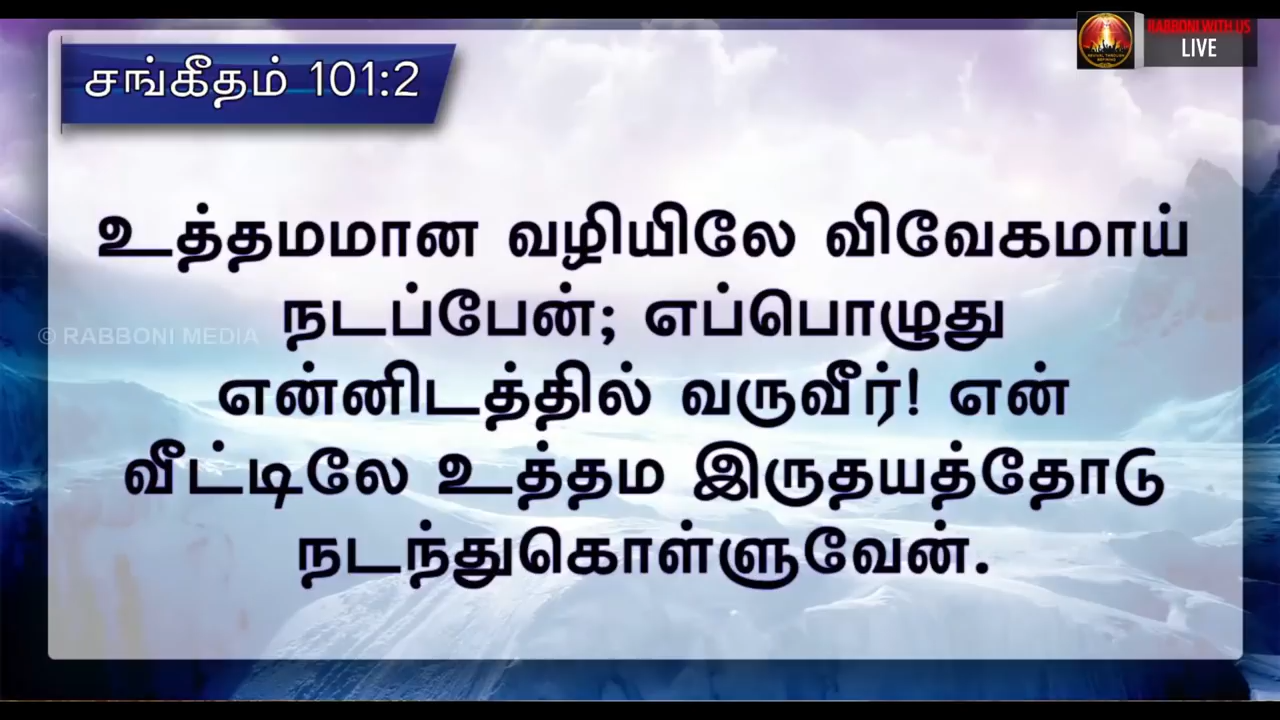 RABBONI WITH US
LIVE
சங்கீதம் 101:2
உத்தமமான வழியிலே விவேகமாய்
நடப்பேன்; எப்பொழுது
© RABBONI MEDIA
என்னிடத்தில் வருவீர்! என்
வீட்டிலே உத்தம இருதயத்தோடு
நடந்துகொள்ளுவேன்.